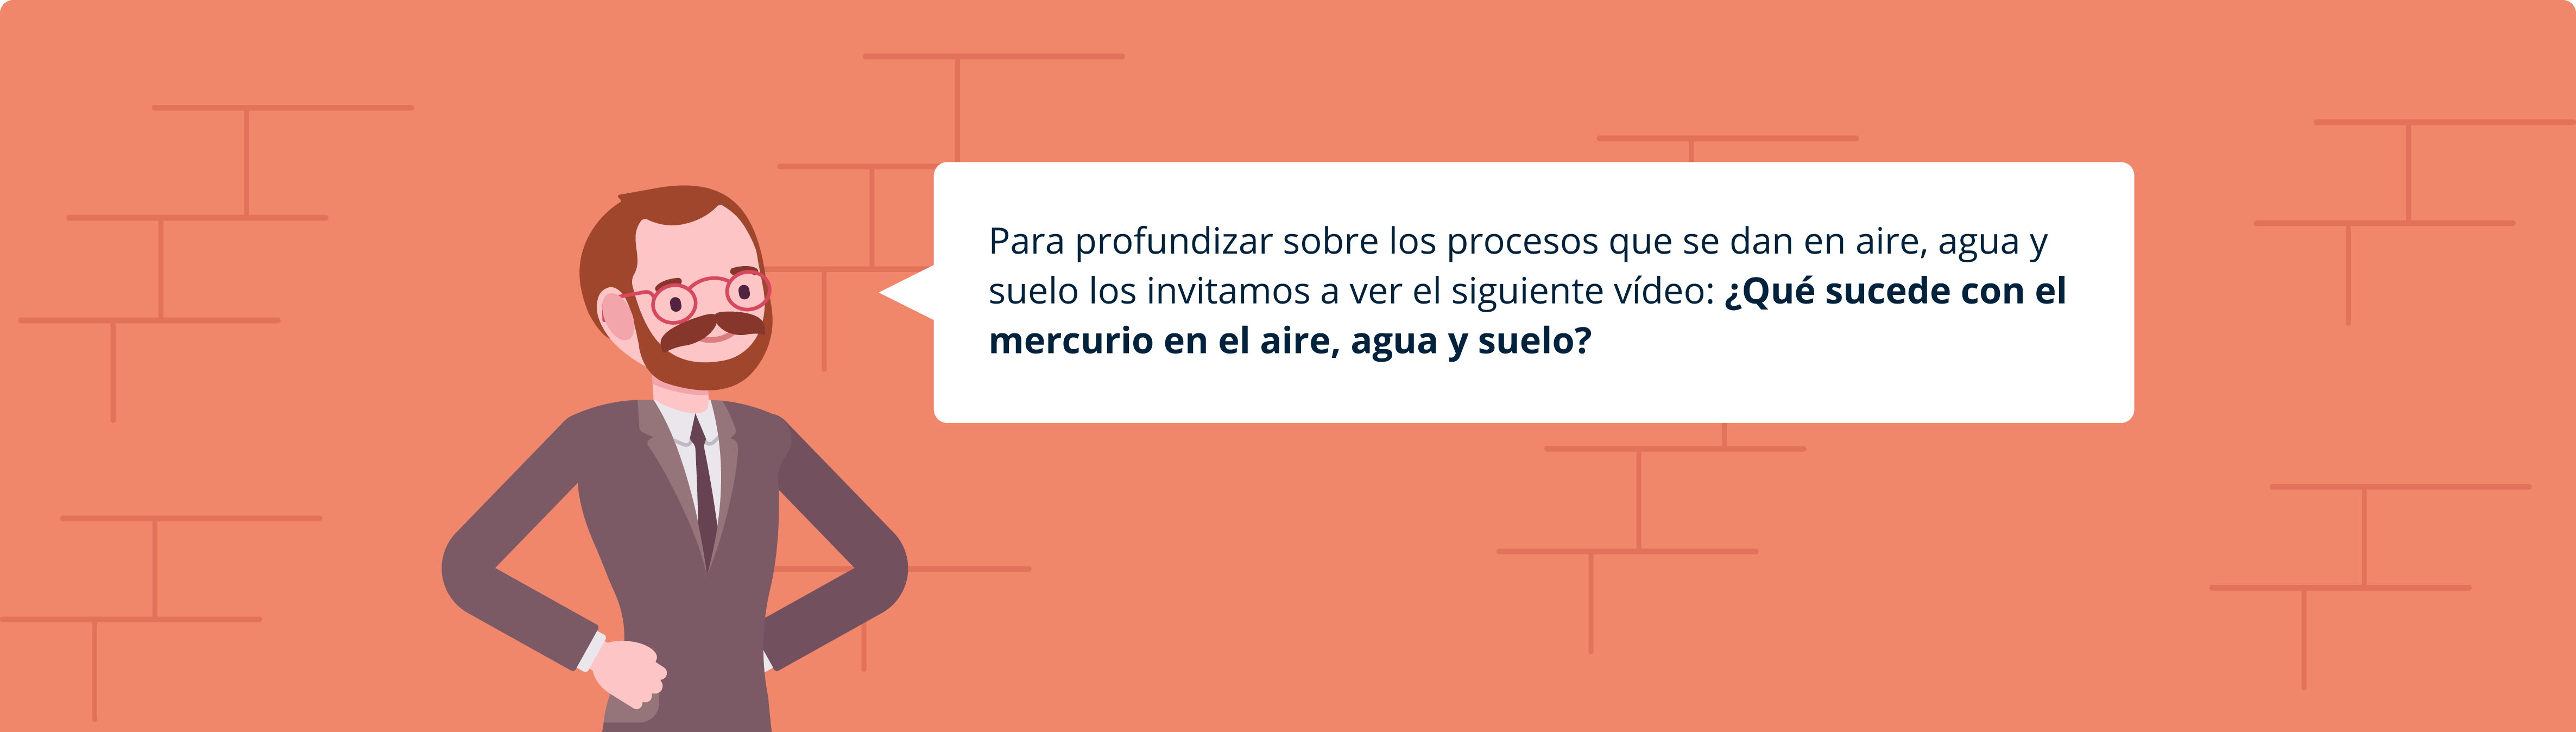 Para profundizar sobre los procesos que se dan en aire, agua y
suelo los invitamos a ver el siguiente vídeo: ¿Qué sucede con el
mercurio en el aire, agua y suelo?